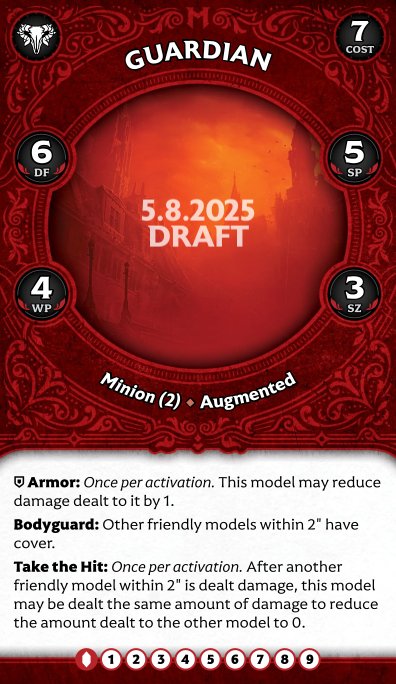 GUARDIAN
7
COST
6
DF
5
SP
5.8.2025
DRAFT
4
WP
3
SZ
Minion (2) ◆ Augmented
Armor: Once per activation. This model may reduce
damage dealt to it by 1.
Bodyguard: Other friendly models within 2" have
cover.
Take the Hit: Once per activation. After another
friendly model within 2" is dealt damage, this model
may be dealt the same amount of damage to reduce
the amount dealt to the other model to 0.
1 2 3 4 5 6 7 8 9